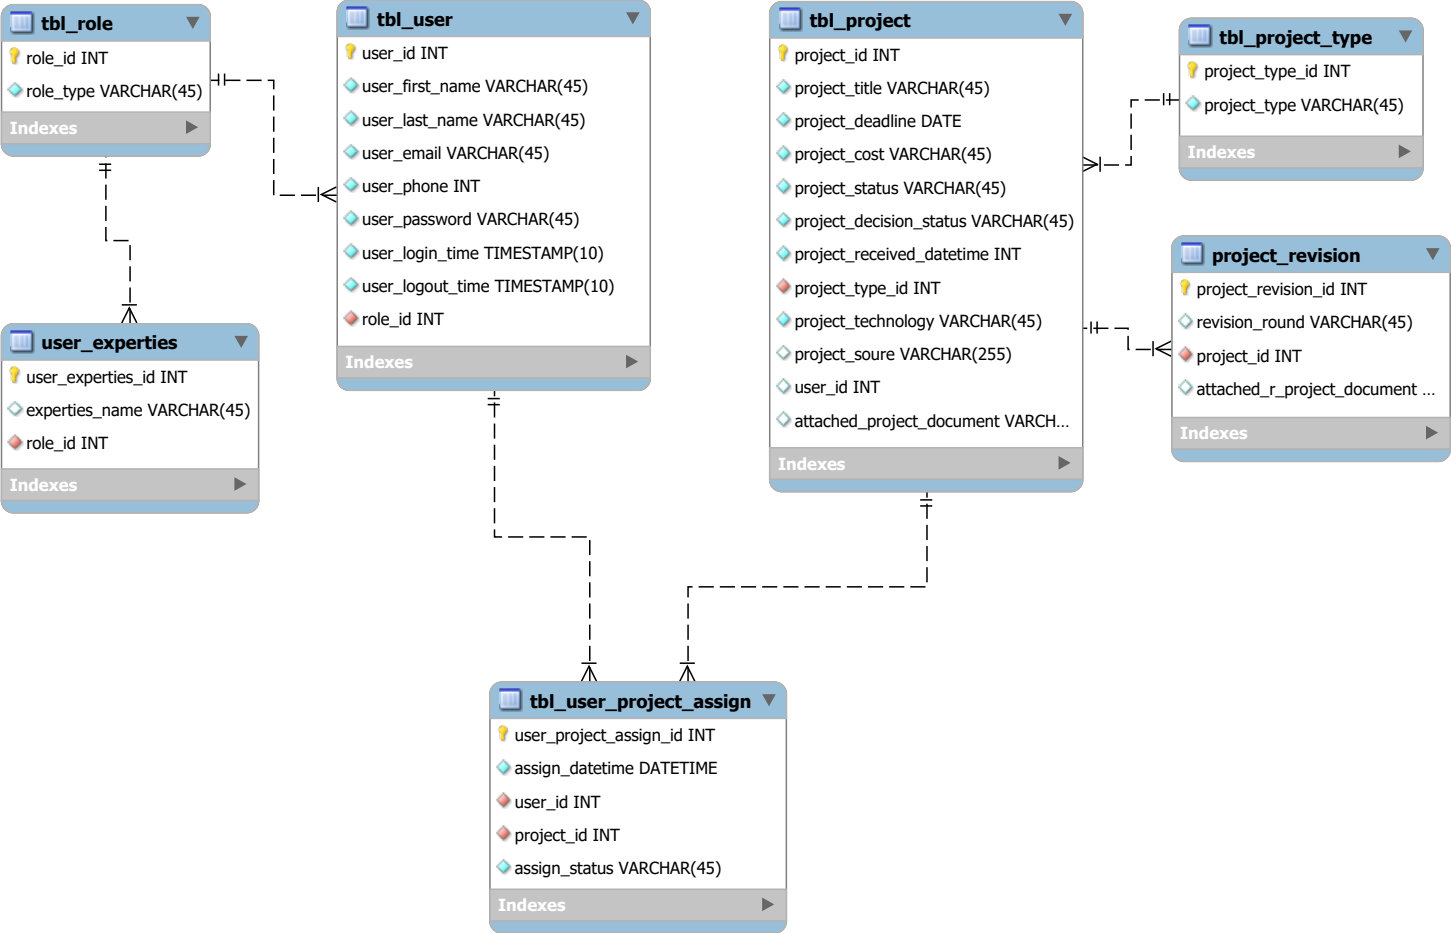 tbl_role
role_id INT
role_type VARCHAR(45)
Indexes
tbl_user
user_id INT
user_first_name VARCHAR(45)
user_last_name VARCHAR(45)
user_email VARCHAR(45)
user_phone INT
user_password VARCHAR(45)
user_login_time TIMESTAMP(10)
user_logout_time TIMESTAMP(10)
role_id INT
Indexes
tbl_project
project_id INT
project_title VARCHAR(45)
project_deadline DATE
project_cost VARCHAR(45)
project_status VARCHAR(45)
project_decision_status VARCHAR(45)
project_received_datetime INT
project_type_id INT
project_technology VARCHAR(45)
project_soure VARCHAR(255)
user_id INT
attached_project_document VARCH...
Indexes
tbl_project_type
project_type_id INT
project_type VARCHAR(45)
Indexes
project_revision
project_revision_id INT
revision_round VARCHAR(45)
project_id INT
attached_r_project_document ...
Indexes
user_experties
user_experties_id INT
experties_name VARCHAR(45)
role_id INT
Indexes
tbl_user_project_assign
user_project_assign_id INT
assign_datetime DATETIME
user_id INT
project_id INT
assign_status VARCHAR(45)
Indexes